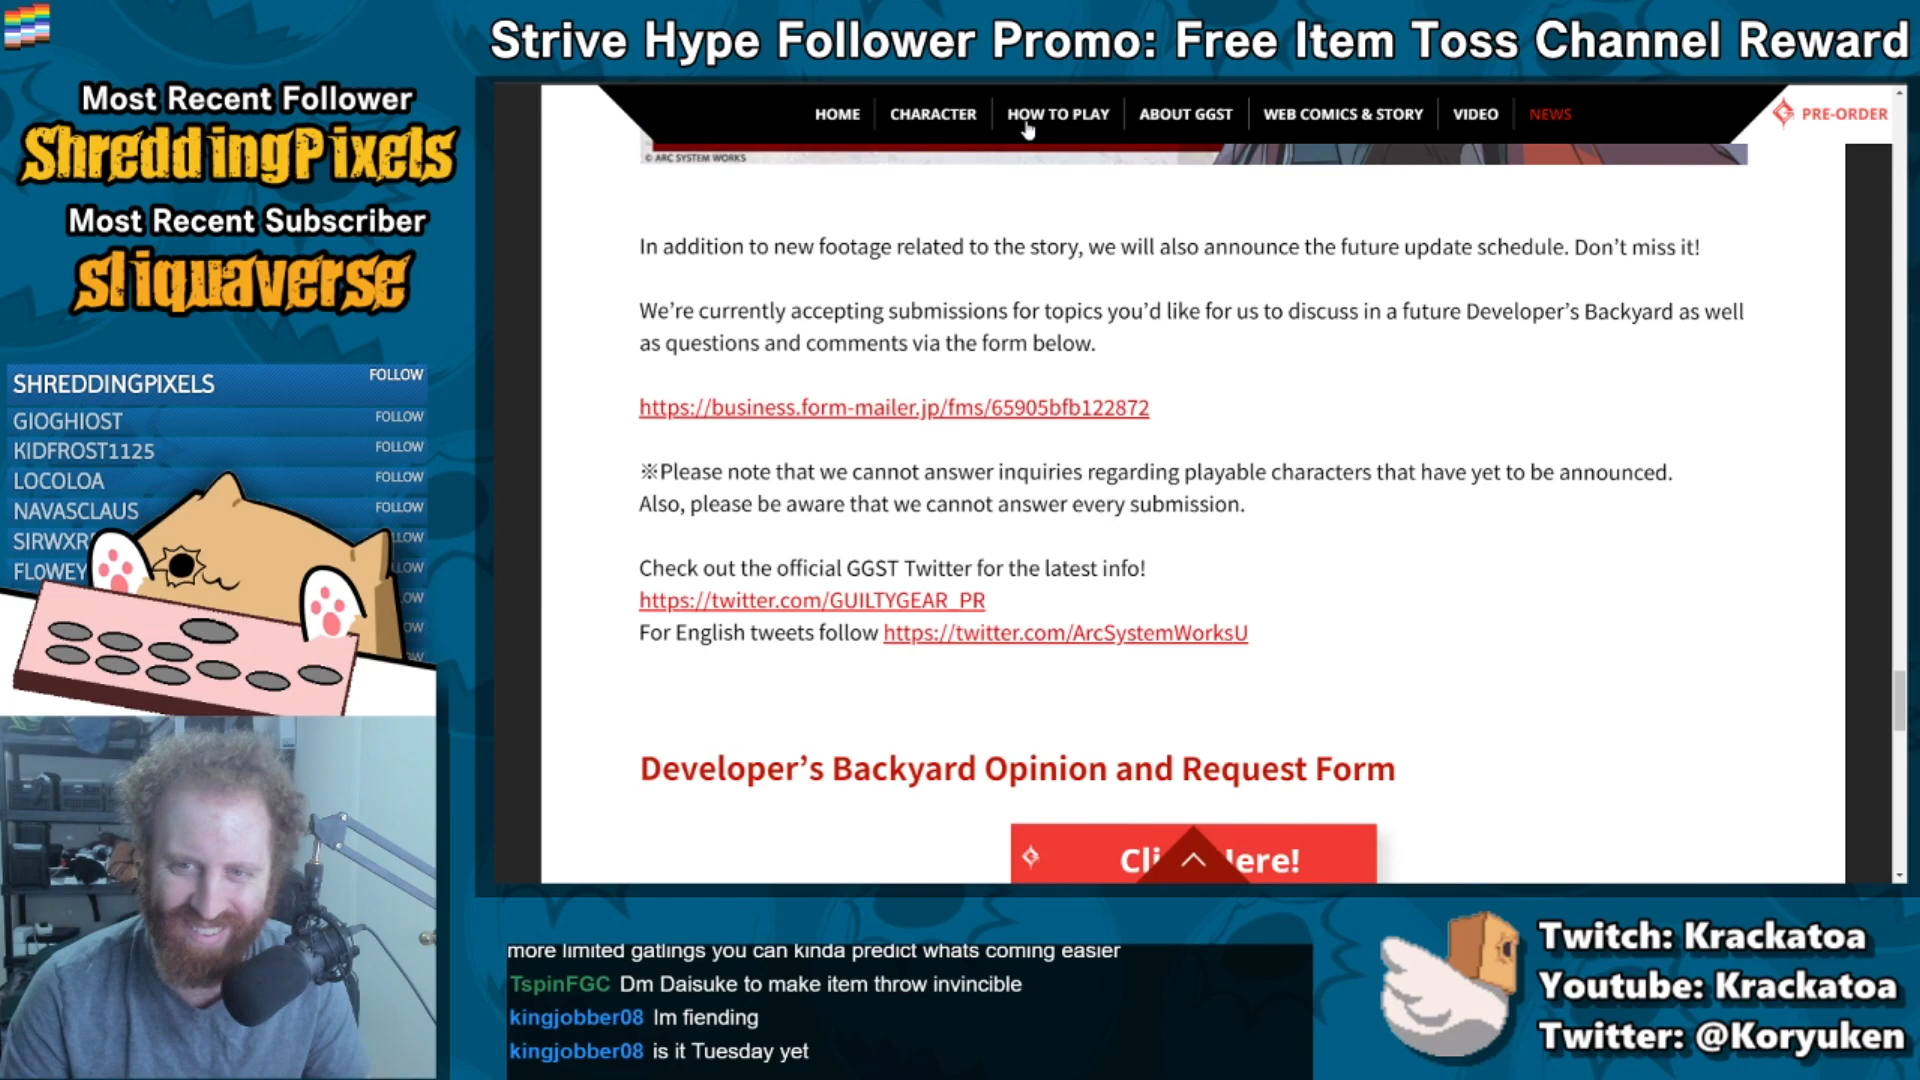 Strive Hype Follower Promo: Free Item Toss Channel Reward
Most Recent Follower
ShreddingPixels
Most Recent Subscriber
sliquaverse
SHREDDINGPIXELS FOLLOW
GIOGHIOST FOLLOW
KIDFROST1125 FOLLOW
LOCOLOA FOLLOW
NAVASCLAUS FOLLOW
HOME
CHARACTER
HOW TO PLAY
ABOUT GGST
WEB COMICS & STORY
VIDEO
NEWS
PRE-ORDER
© ARC SYSTEM WORKS
In addition to new footage related to the story, we will also announce the future update schedule. Don't miss it!
We're currently accepting submissions for topics you'd like for us to discuss in a future Developer's Backyard as well
as questions and comments via the form below.
https://business.form-mailer.jp/fms/65905bfb122872
※Please note that we cannot answer inquiries regarding playable characters that have yet to be announced.
Also, please be aware that we cannot answer every submission.
Check out the official GGST Twitter for the latest info!
https://twitter.com/GUILTYGEAR_PR
For English tweets follow https://twitter.com/ArcSystemWorksU
Developer's Backyard Opinion and Request Form
more limited gatlings you can kinda predict whats coming easier
TspinFGC Dm Daisuke to make item throw invincible
kingjobber08 Im fiending
kingjobber08 is it Tuesday yet
Twitch: Krackatoa
Youtube: Krackatoa
Twitter: @Koryuken